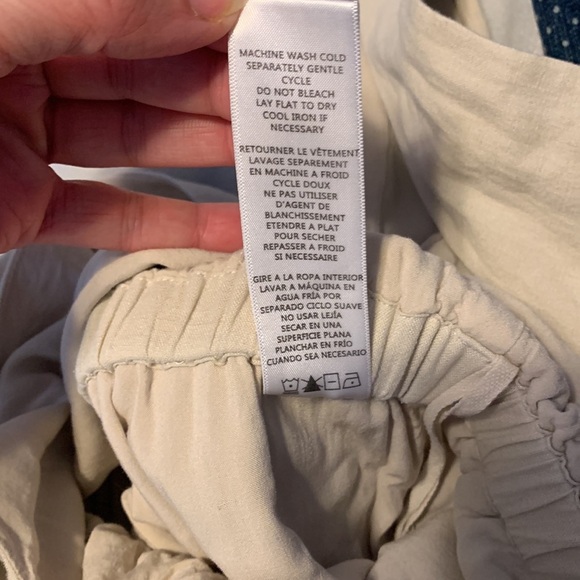 MACHINE WASH COLD
SEPARATELY GENTLE
CYCLE
DO NOT BLEACH
LAY FLAT TO DRY
COOL IRON IF
NECESSARY
RETOURNER LE VÊTEMENT
LAVAGE SEPAREMENT
EN MACHINE A FROID
CYCLE DOUX
NE PAS UTILISER
D'AGENT DE
BLANCHISSEMENT
ETENDRE A PLAT
POUR SECHER
REPASSER A FROID
SI NECESSAIRE
GIRE A LA ROPA INTERIOR
LAVAR A MÁQUINA EN
AGUA FRÍA POR
SEPARADO CICLO SUAVE
NO USAR LEJÍA
SECAR EN UNA
SUPERFICIE PLANA
PLANCHAR EN FRÍO
CUANDO SEA NECESARIO